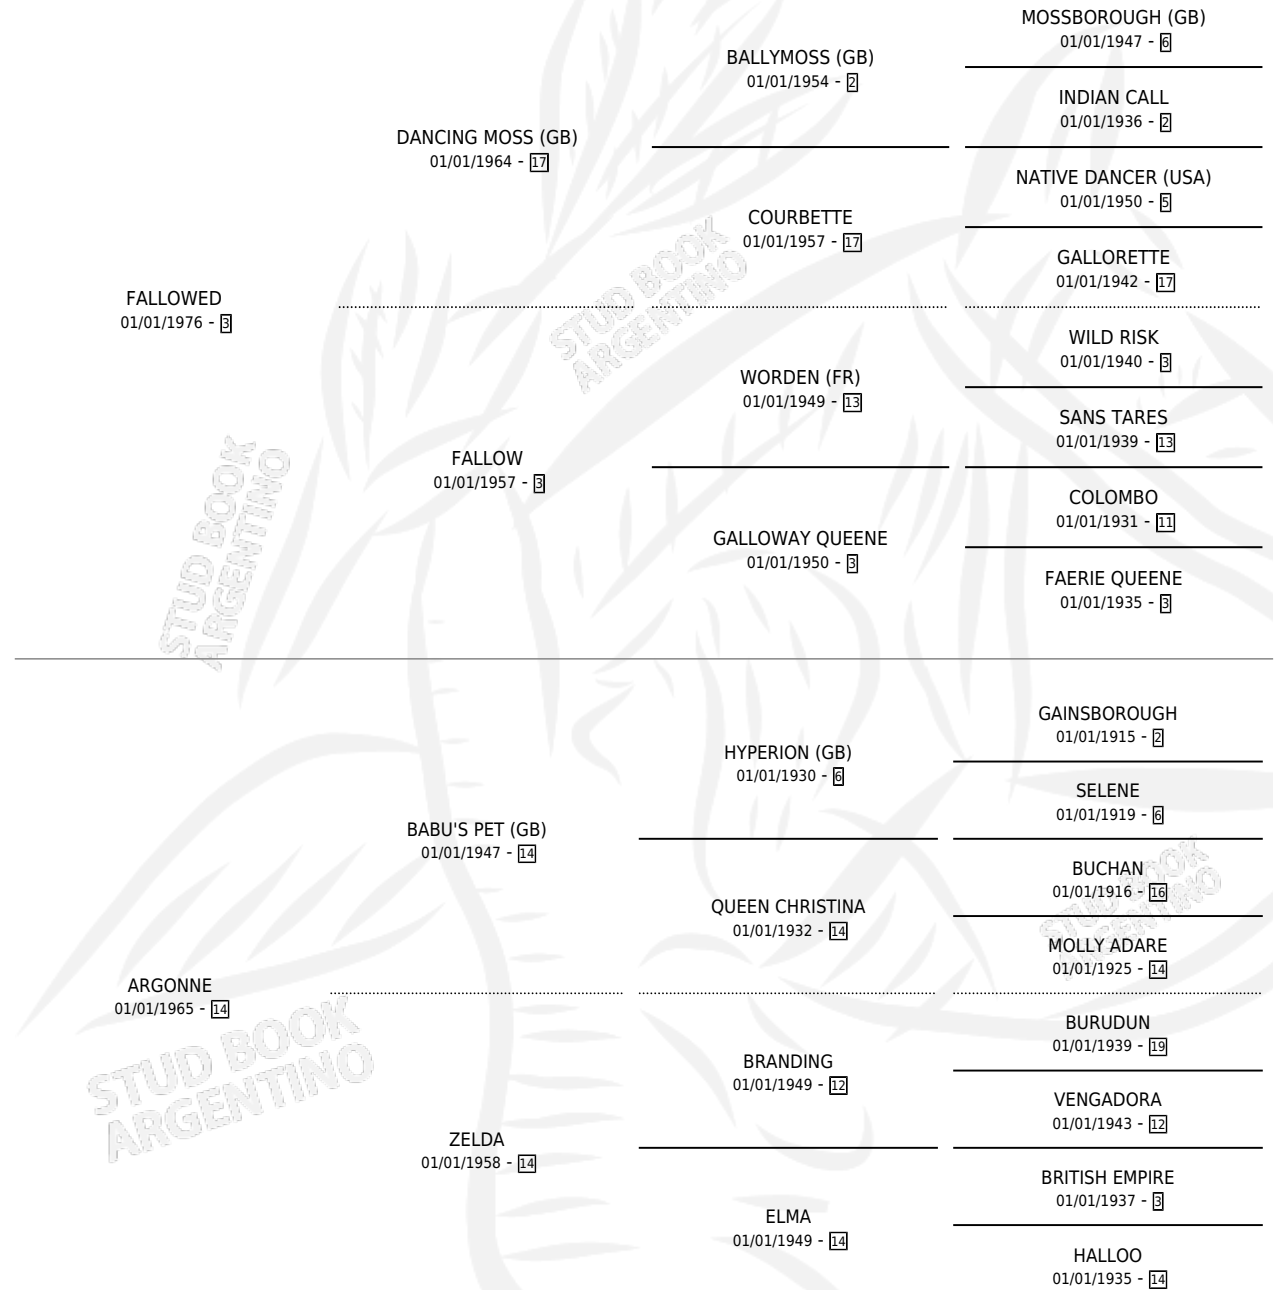 MOSSBOROUGH (GB)
01/01/1947 - 6
BALLYMOSS (GB)
01/01/1954 - 2
INDIAN CALL
01/01/1936 - 2
DANCING MOSS (GB)
01/01/1964 - 17
NATIVE DANCER (USA)
01/01/1950 - 5
COURBETTE
01/01/1957 - 17
GALLORETTE
01/01/1942 - 17
FALLOWED
01/01/1976 - 3
WILD RISK
01/01/1940 - 3
WORDEN (FR)
01/01/1949 - 13
SANS TARES
01/01/1939 - 13
FALLOW
01/01/1957 - 3
COLOMBO
01/01/1931 - 11
GALLOWAY QUEENE
01/01/1950 - 3
FAERIE QUEENE
01/01/1935 - 3
STUD BOOK
ARGENTINO
STUD BOOK
ARGENTINO
GAINSBOROUGH
01/01/1915 - 2
HYPERION (GB)
01/01/1930 - 6
SELENE
01/01/1919 - 6
BABU'S PET (GB)
01/01/1947 - 14
BUCHAN
01/01/1916 - 16
QUEEN CHRISTINA
01/01/1932 - 14
MOLLY ADARE
01/01/1925 - 14
STUD BOOK
ARGENTINO
ARGONNE
01/01/1965 - 14
BURUDUN
01/01/1939 - 19
BRANDING
01/01/1949 - 12
VENGADORA
01/01/1943 - 12
ZELDA
01/01/1958 - 14
BRITISH EMPIRE
01/01/1937 - 3
ELMA
01/01/1949 - 14
HALLOO
01/01/1935 - 14
STUD BOOK
ARGENTINO